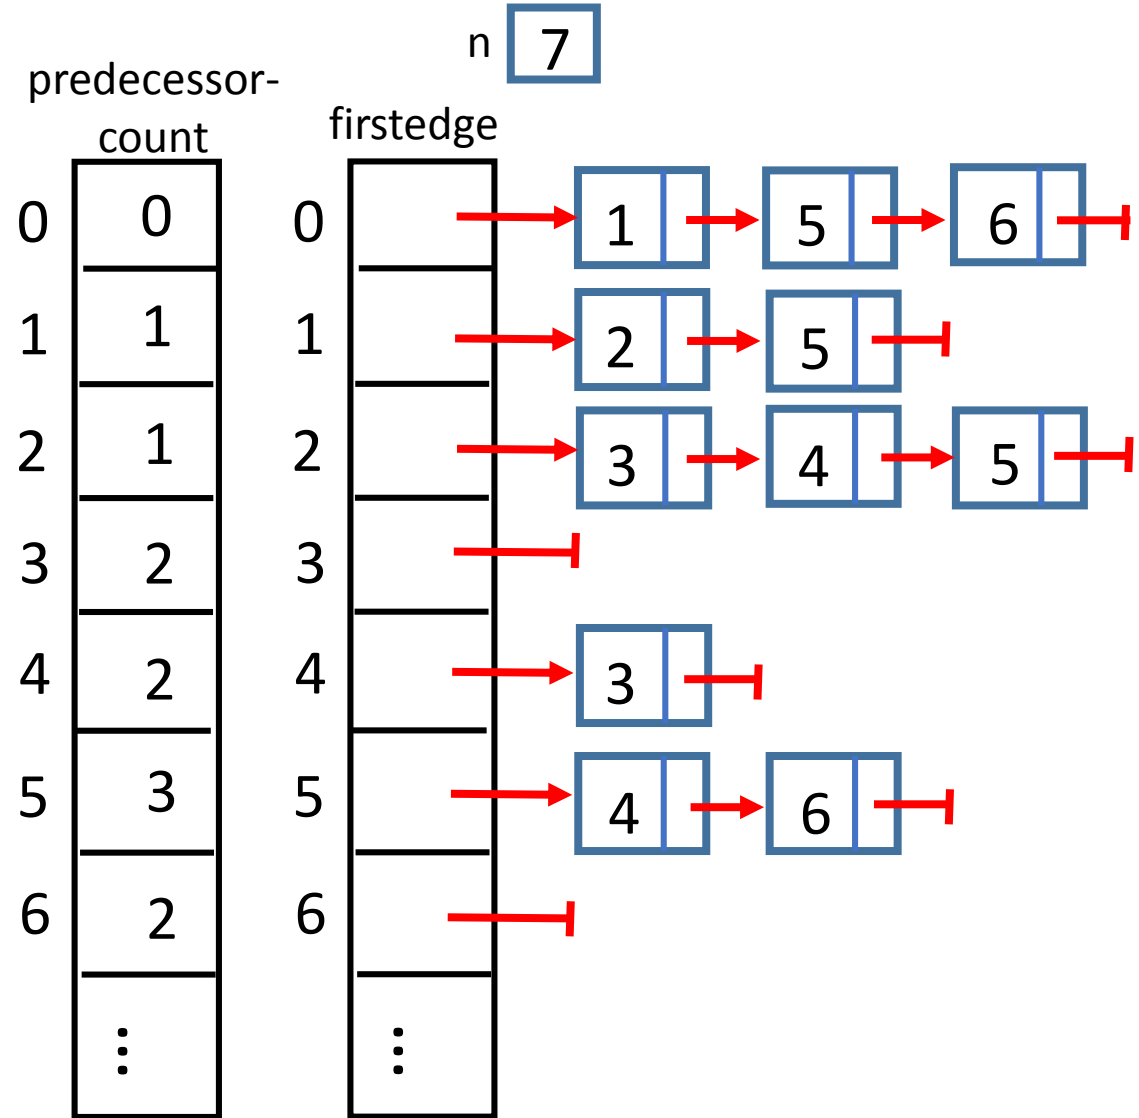 n 7
predecessor-
count
firstedge
0 0 0 1 5 6
1 1 1 2 5
2 1 2 3 4 5
3 2 3
4 2 4 3
5 3 5 4 6
6 2 6
⋮ ⋮